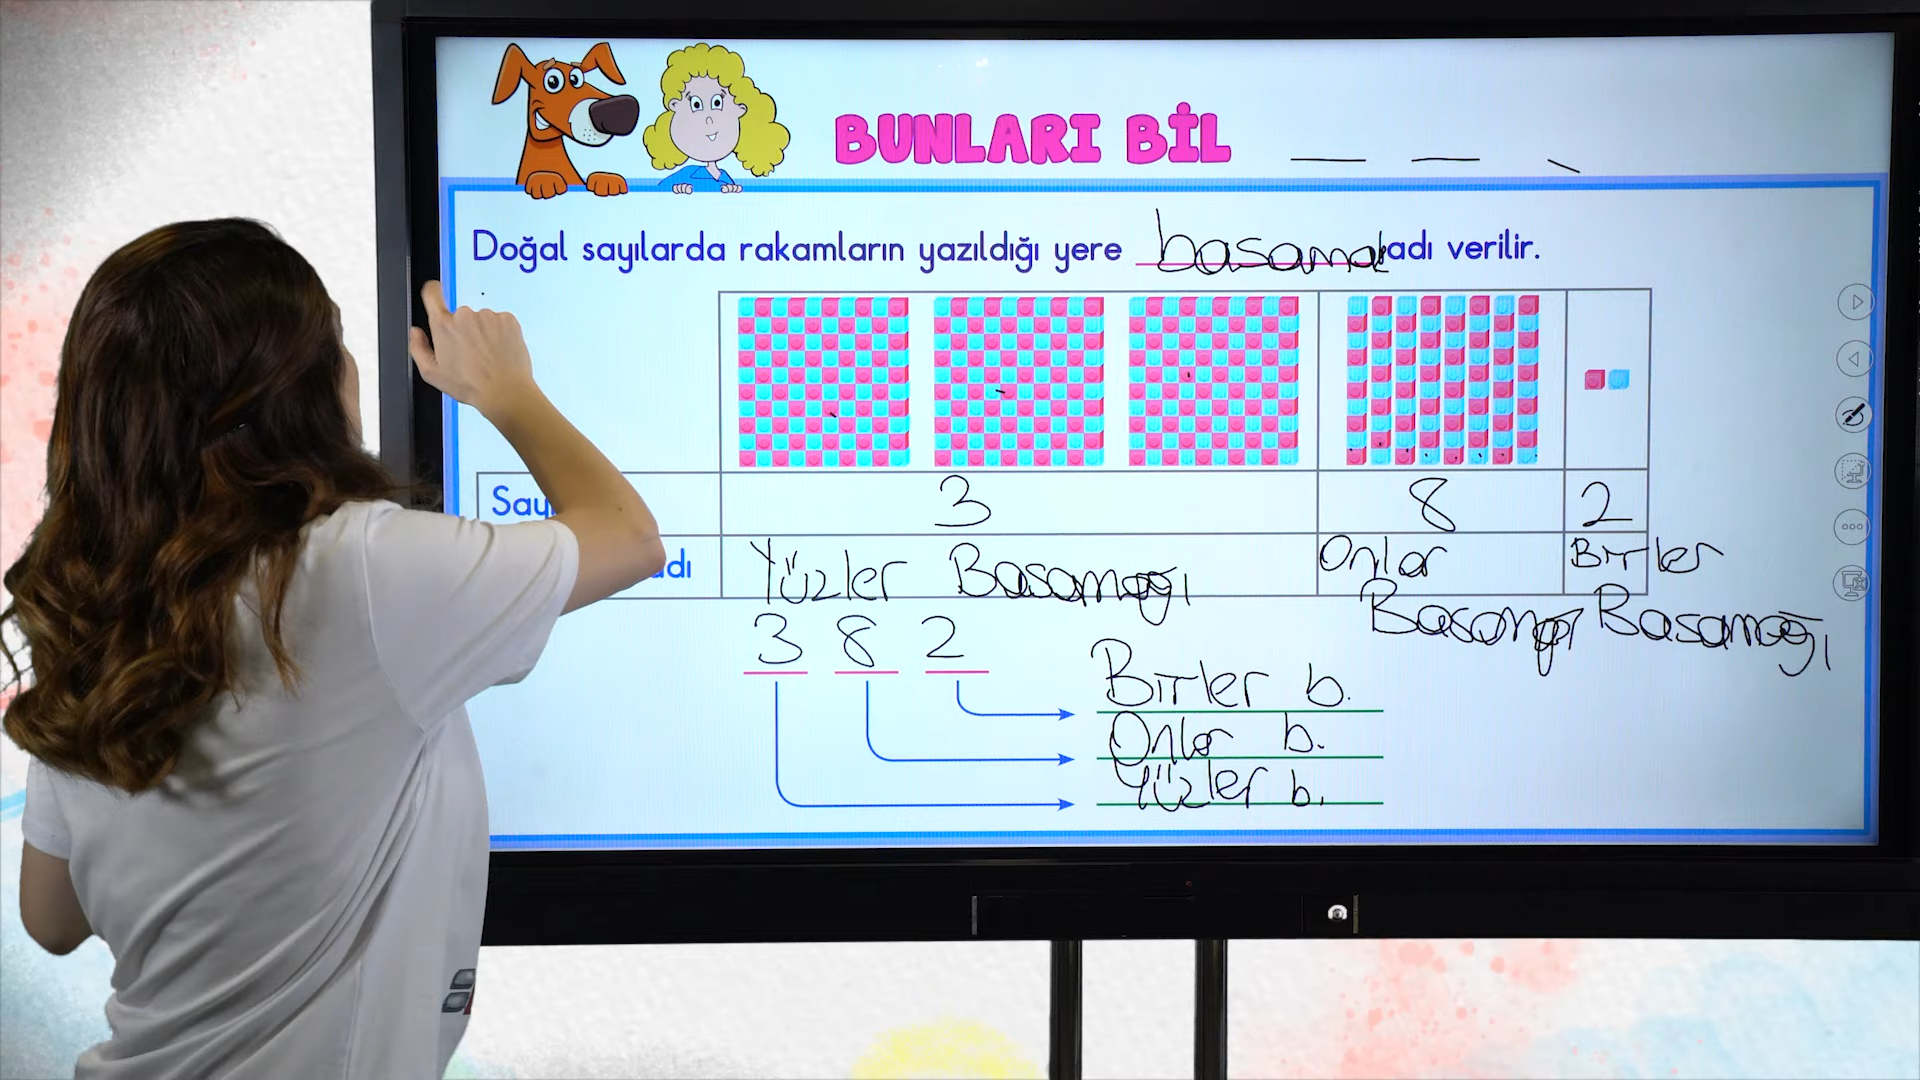 BUNLARI BİL
Doğal sayılarda rakamların yazıldığı yere basamak adı verilir.
Sayı 3 8 2
adı Yüzler Basamağı Onlar Basamağı Birler Basamağı
3 8 2
Birler b.
Onlar b.
Yüzler b.